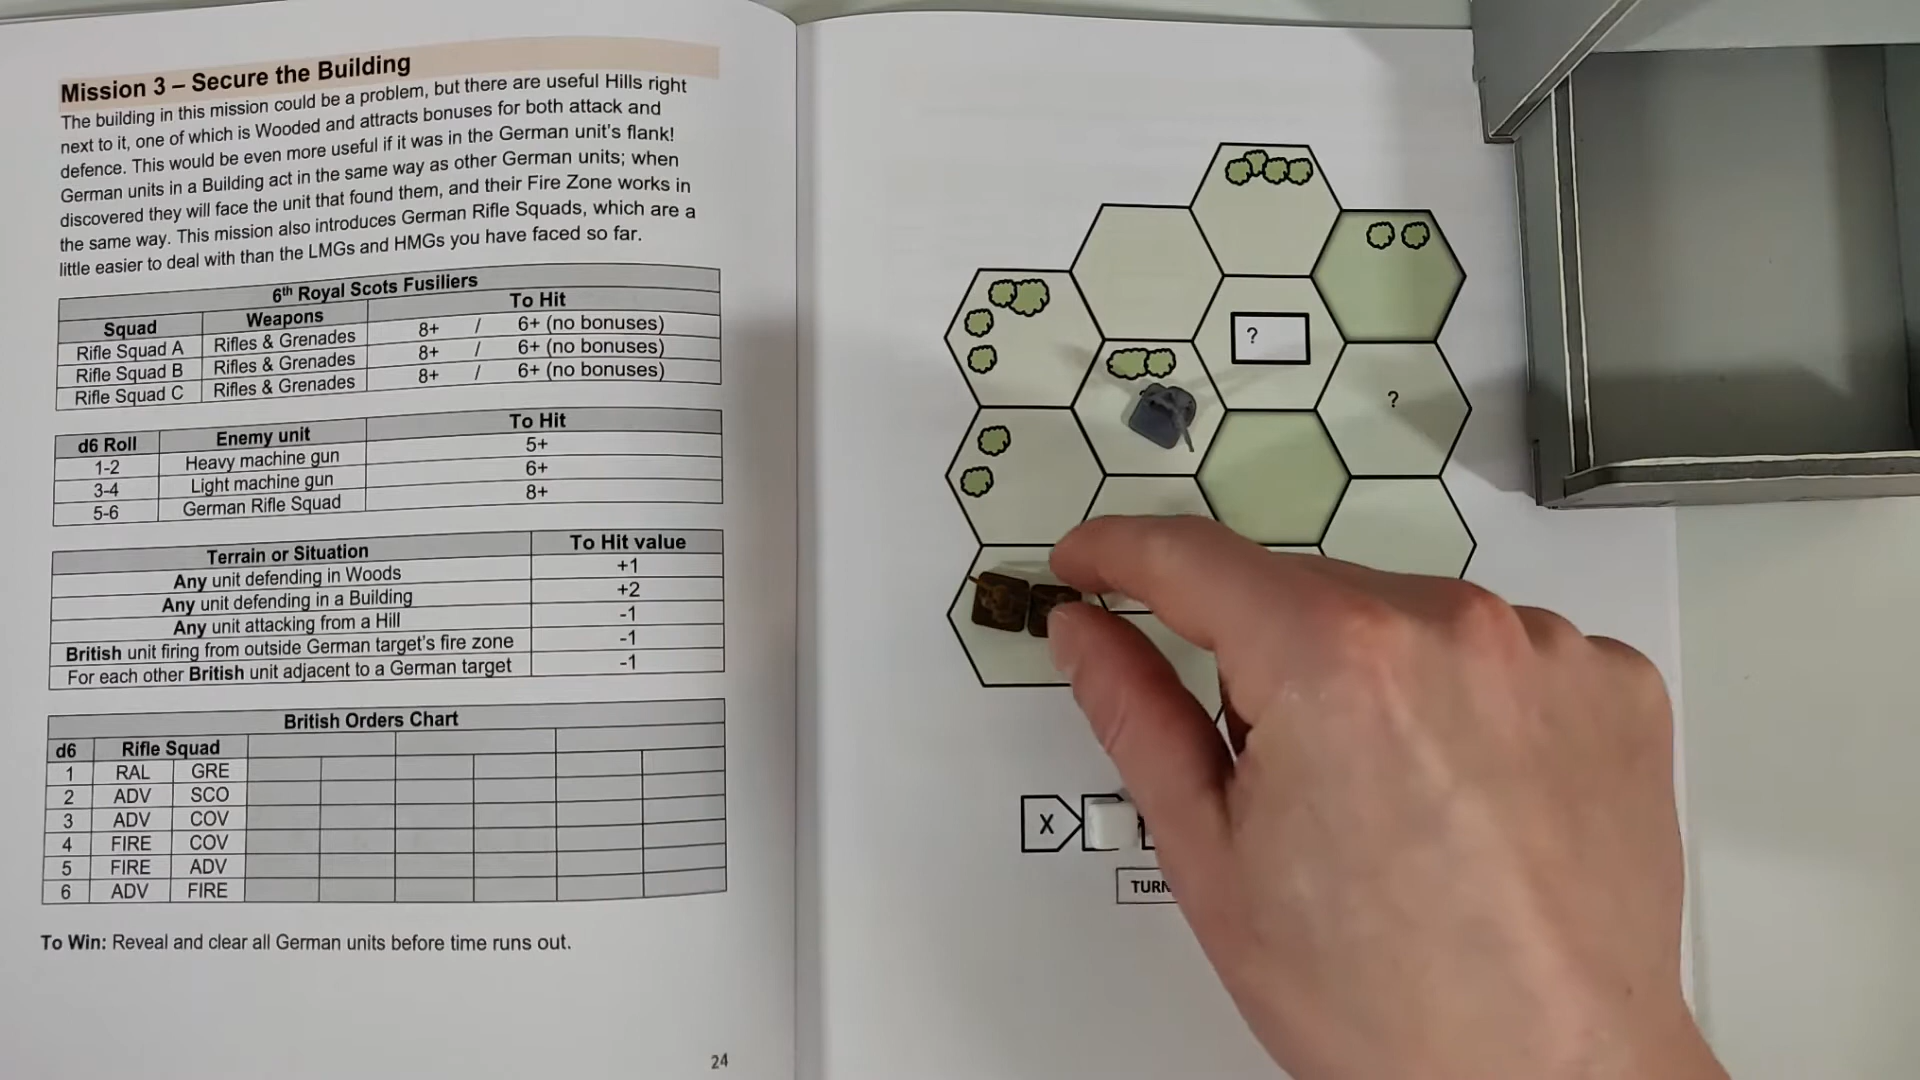 Mission 3 – Secure the Building
The building in this mission could be a problem, but there are useful Hills right
next to it, one of which is Wooded and attracts bonuses for both attack and
defence. This would be even more useful if it was in the German unit's flank!
German units in a Building act in the same way as other German units; when
discovered they will face the unit that found them, and their Fire Zone works in
the same way. This mission also introduces German Rifle Squads, which are a
little easier to deal with than the LMGs and HMGs you have faced so far.
6th Royal Scots Fusiliers
Squad Weapons To Hit
Rifle Squad A Rifles & Grenades 8+ / 6+ (no bonuses)
Rifle Squad B Rifles & Grenades 8+ / 6+ (no bonuses)
Rifle Squad C Rifles & Grenades 8+ / 6+ (no bonuses)
d6 Roll Enemy unit To Hit
1-2 Heavy machine gun 5+
3-4 Light machine gun 6+
5-6 German Rifle Squad 8+
Terrain or Situation To Hit value
Any unit defending in Woods +1
Any unit defending in a Building +2
Any unit attacking from a Hill -1
British unit firing from outside German target's fire zone -1
For each other British unit adjacent to a German target -1
British Orders Chart
d6 Rifle Squad
1 RAL GRE
2 ADV SCO
3 ADV COV
4 FIRE COV
5 FIRE ADV
6 ADV FIRE
To Win: Reveal and clear all German units before time runs out.
24
?
?
X
TURN